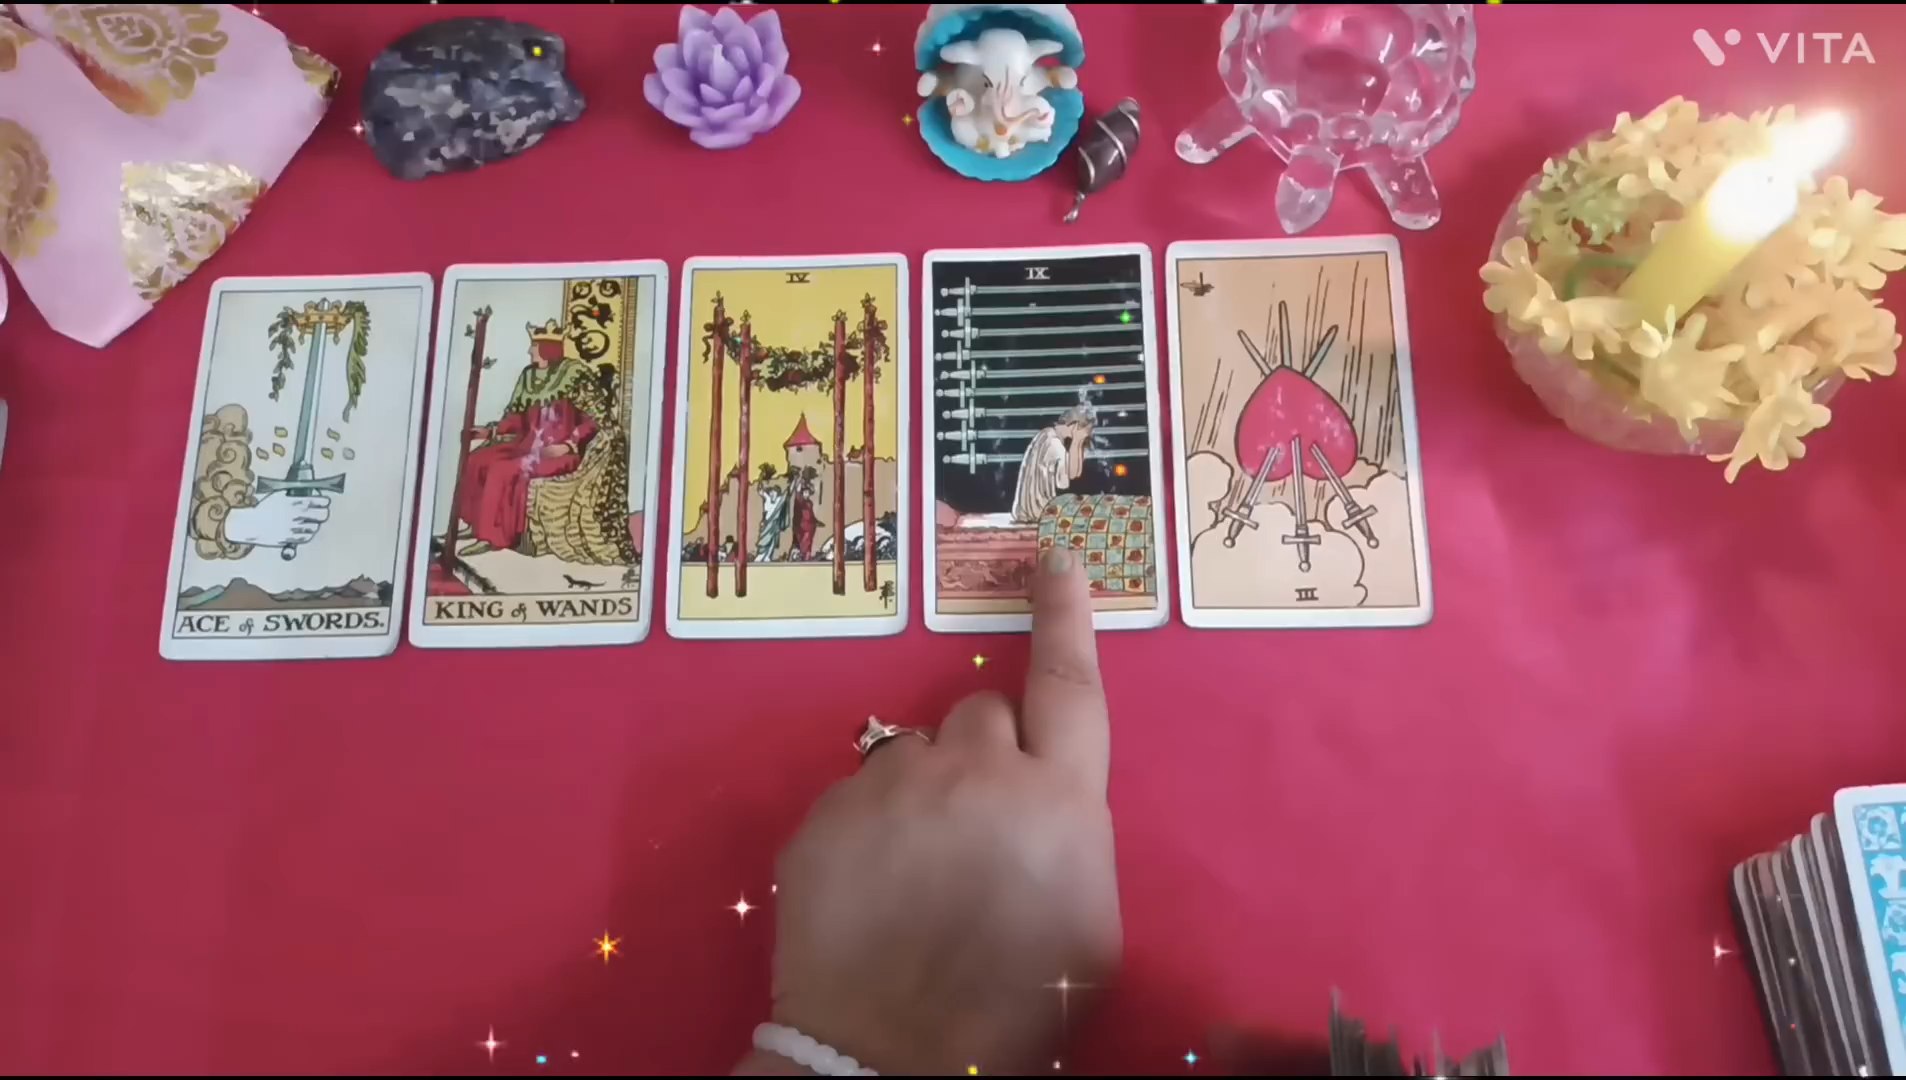 VITA
IV
IX
ACE of SWORDS.
KING of WANDS
III